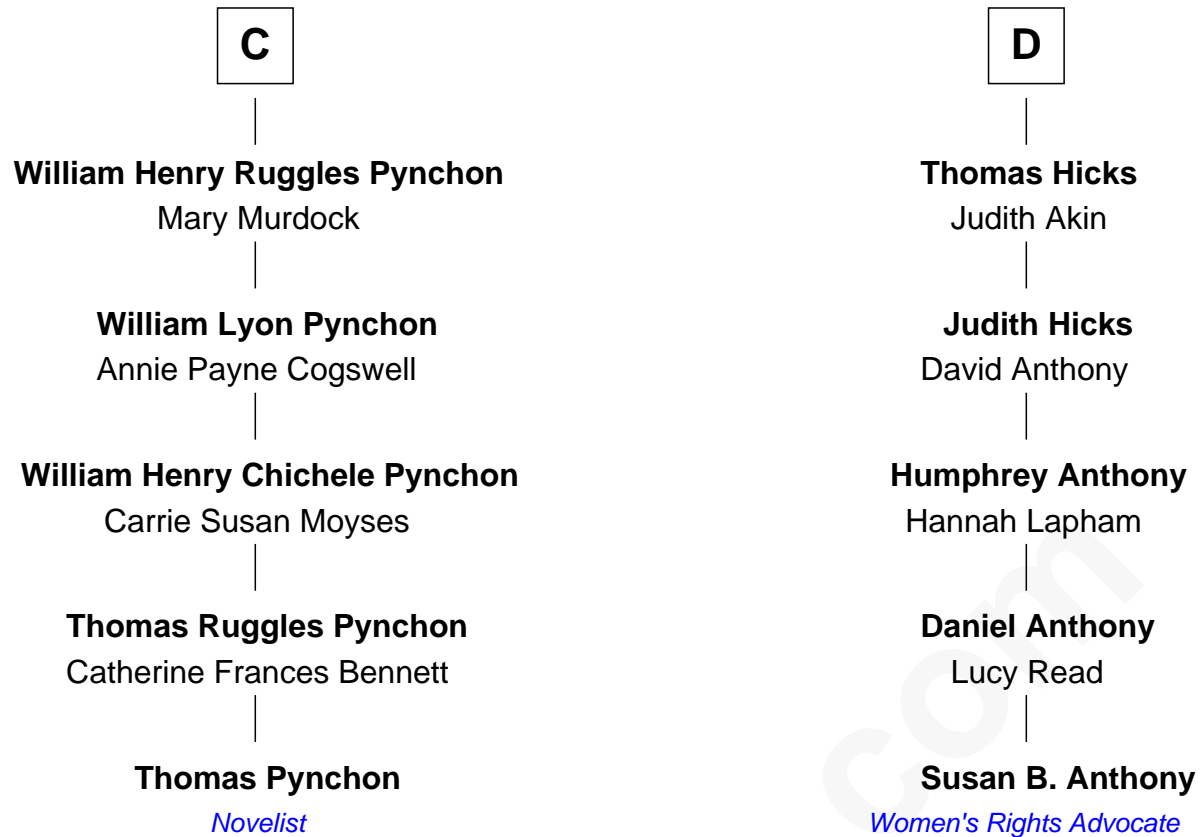 C
William Henry Ruggles Pynchon
Mary Murdock
William Lyon Pynchon
Annie Payne Cogswell
William Henry Chichele Pynchon
Carrie Susan Moyses
Thomas Ruggles Pynchon
Catherine Frances Bennett
Thomas Pynchon
Novelist
D
Thomas Hicks
Judith Akin
Judith Hicks
David Anthony
Humphrey Anthony
Hannah Lapham
Daniel Anthony
Lucy Read
Susan B. Anthony
Women's Rights Advocate
com